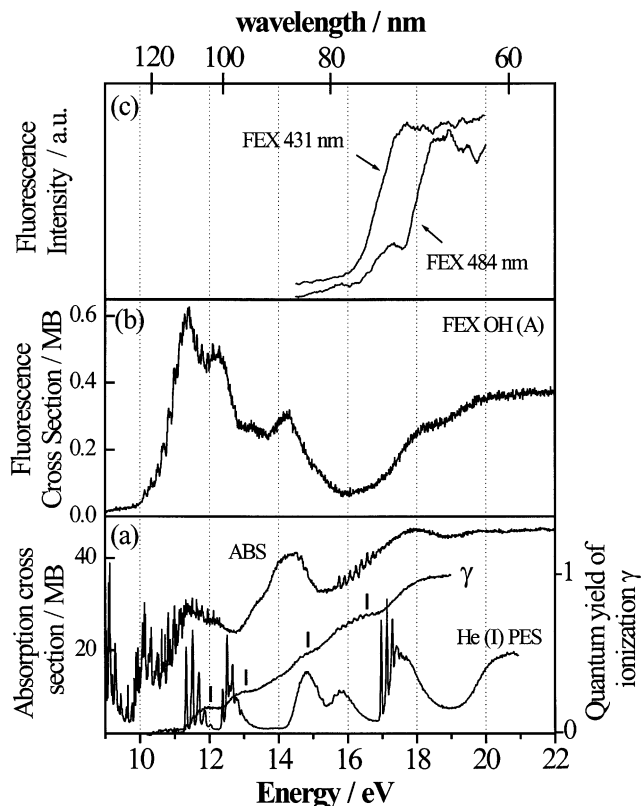 wavelength / nm
120 100 80 60
(c)
Fluorescence
Intensity / a.u.
FEX 431 nm
FEX 484 nm
(b)
FEX OH (A)
Fluorescence
Cross Section / MB
0.6
0.4
0.2
0.0
(a)
ABS
γ
He (I) PES
Absorption cross
section / MB
40
20
1
0
Quantum yield of
ionization γ
10 12 14 16 18 20 22
Energy / eV